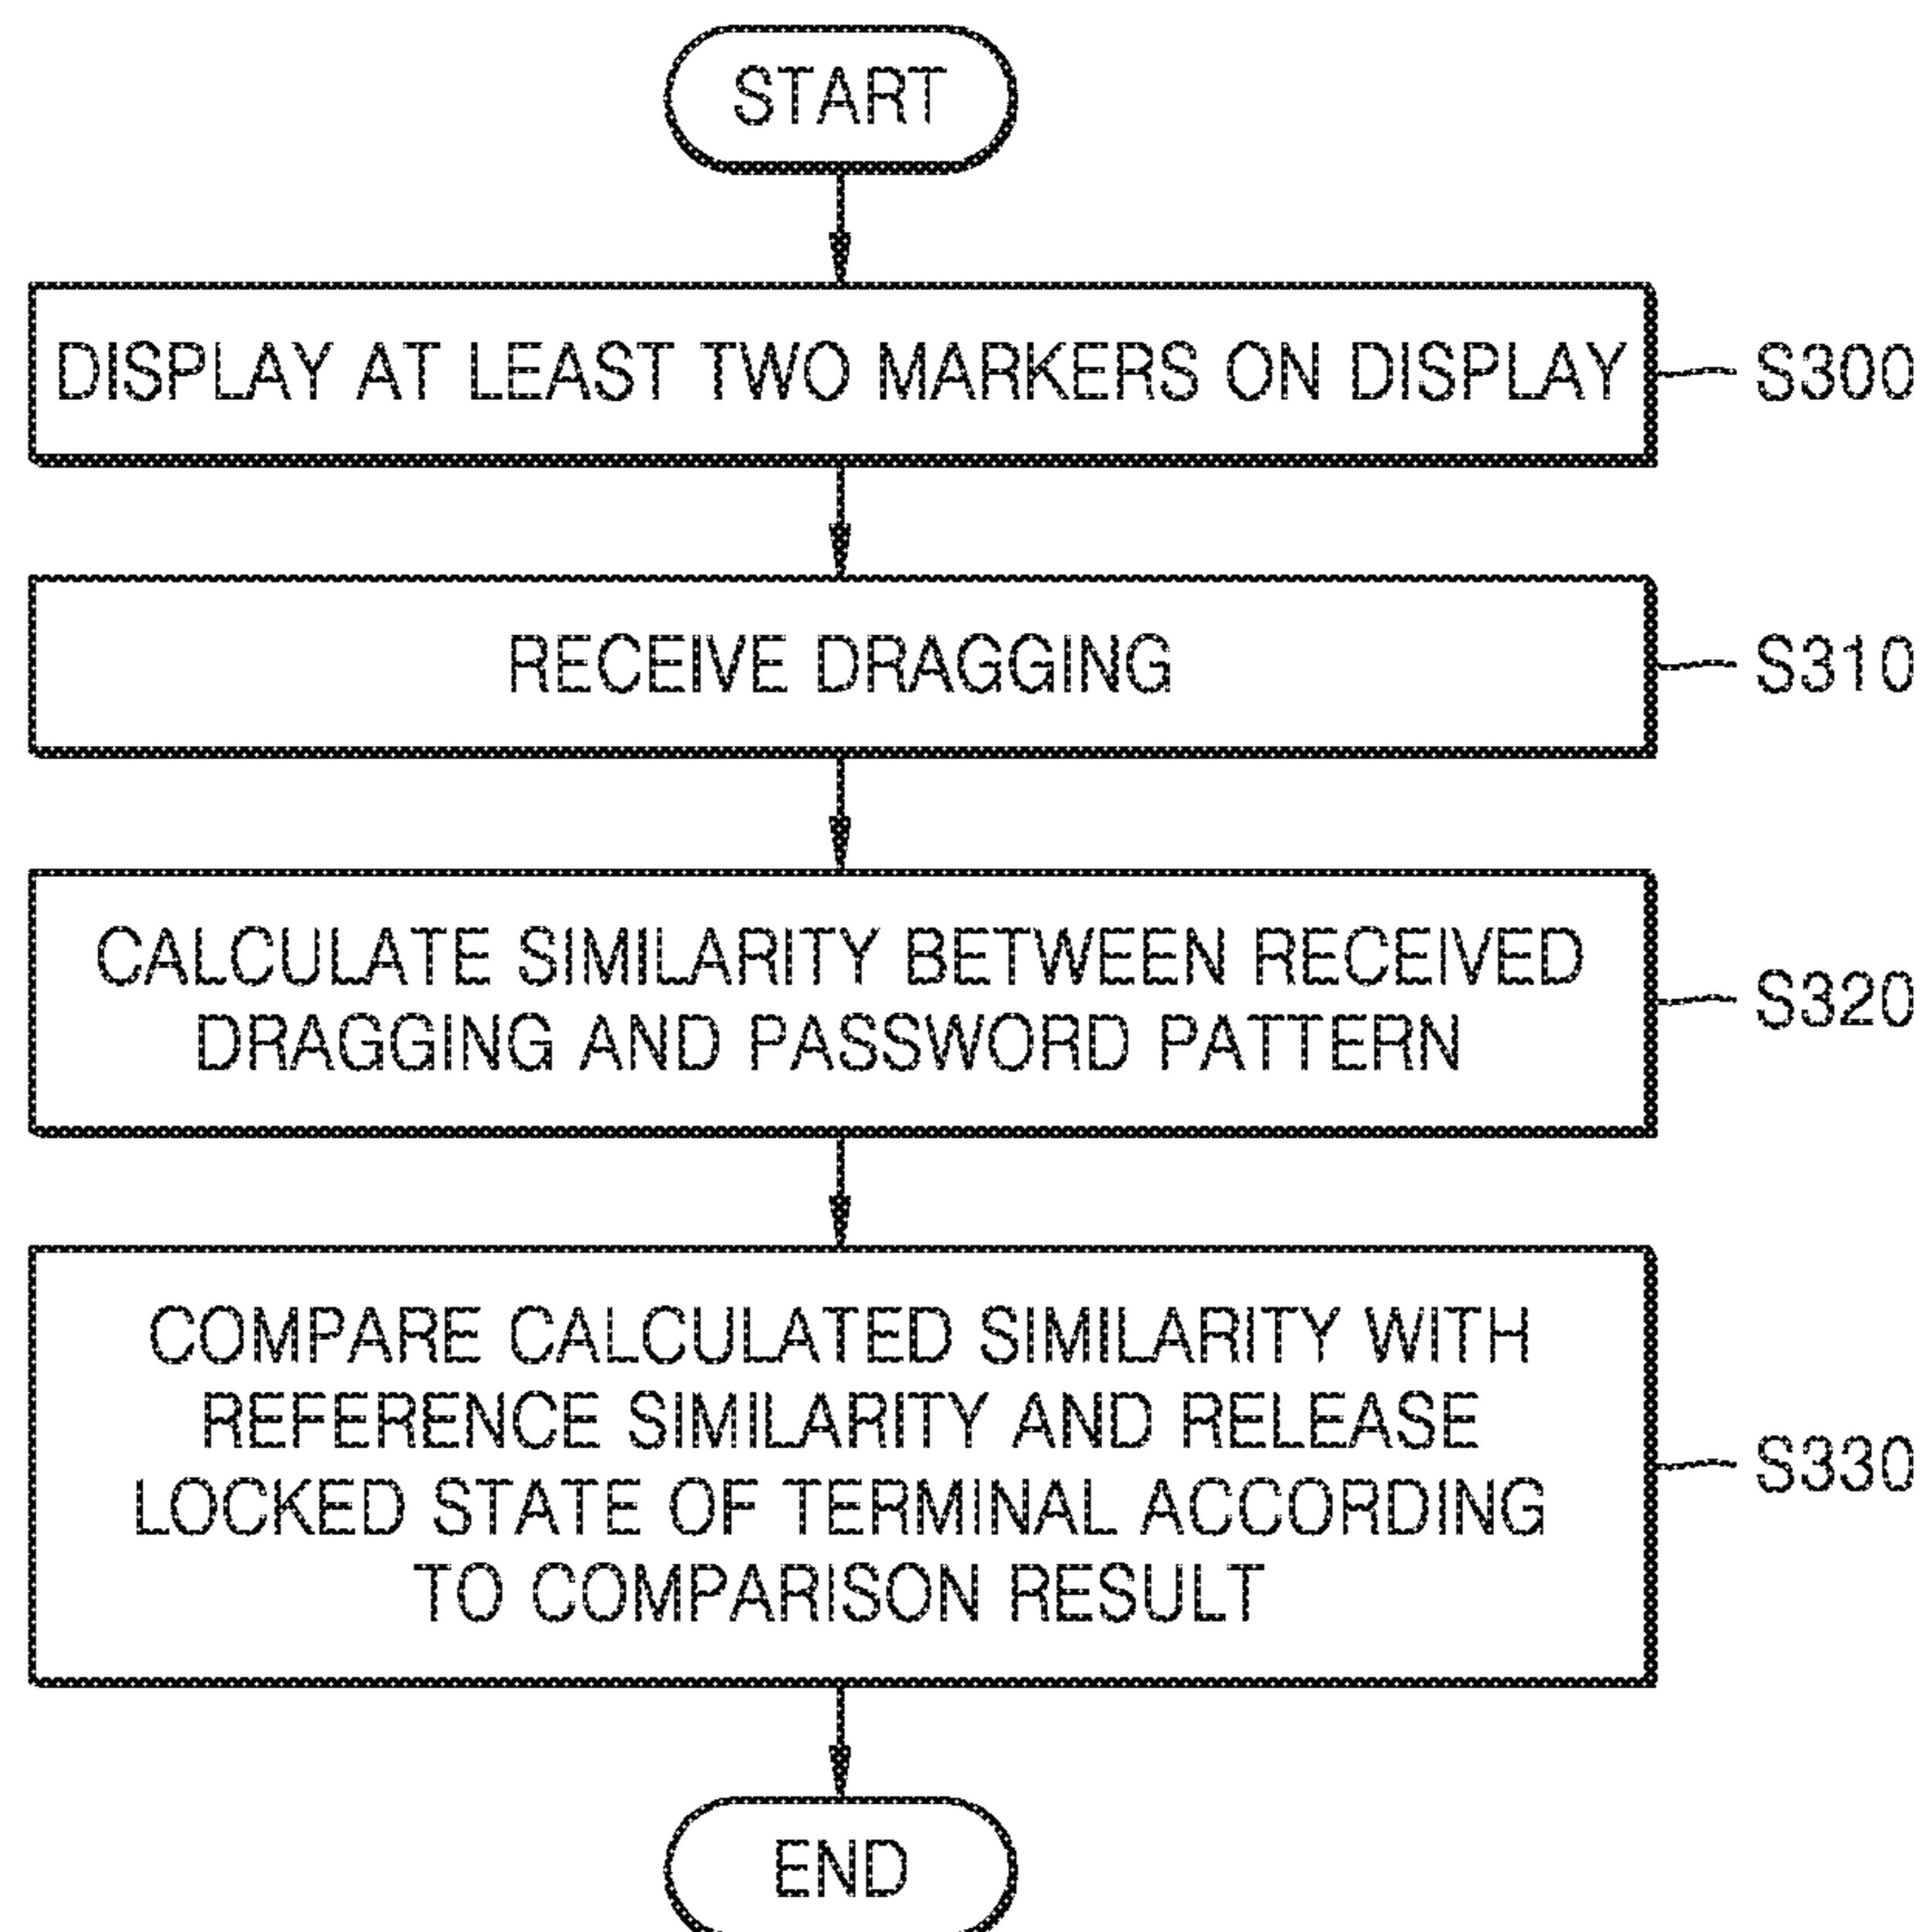 START
DISPLAY AT LEAST TWO MARKERS ON DISPLAY
S300
RECEIVE DRAGGING
S310
CALCULATE SIMILARITY BETWEEN RECEIVED
DRAGGING AND PASSWORD PATTERN
S320
COMPARE CALCULATED SIMILARITY WITH
REFERENCE SIMILARITY AND RELEASE
LOCKED STATE OF TERMINAL ACCORDING
TO COMPARISON RESULT
S330
END